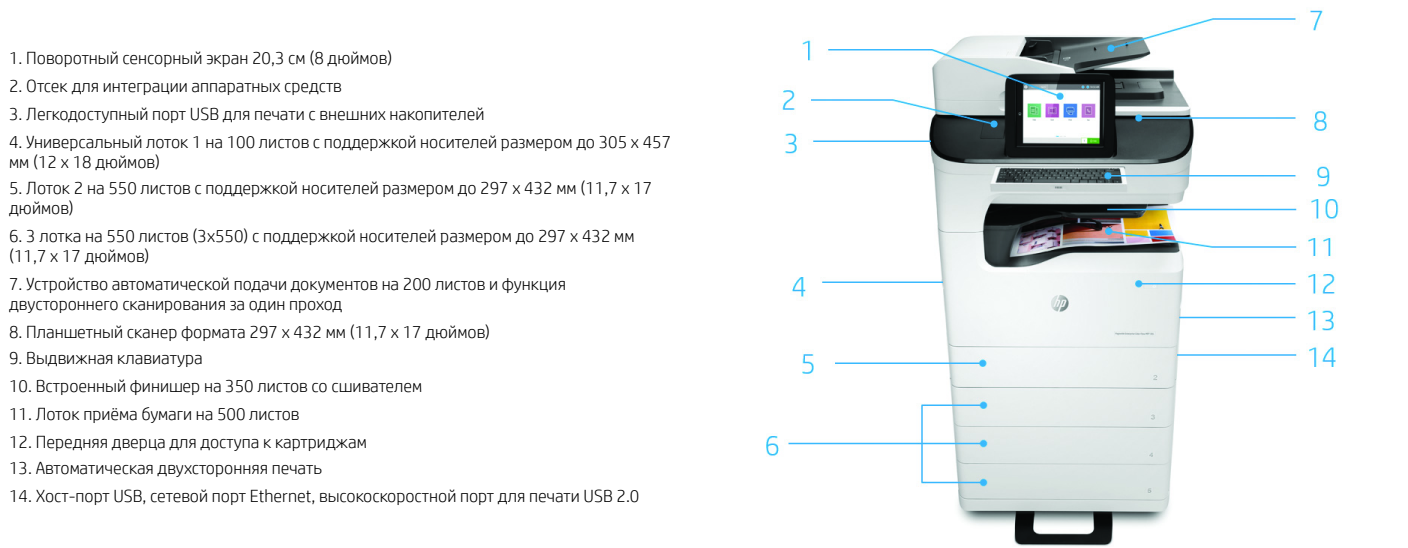 1. Поворотный сенсорный экран 20,3 см (8 дюймов)
2. Отсек для интеграции аппаратных средств
3. Легкодоступный порт USB для печати с внешних накопителей
4. Универсальный лоток 1 на 100 листов с поддержкой носителей размером до 305 x 457
мм (12 x 18 дюймов)
5. Лоток 2 на 550 листов с поддержкой носителей размером до 297 x 432 мм (11,7 x 17
дюймов)
6. 3 лотка на 550 листов (3x550) с поддержкой носителей размером до 297 x 432 мм
(11,7 x 17 дюймов)
7. Устройство автоматической подачи документов на 200 листов и функция
двустороннего сканирования за один проход
8. Планшетный сканер формата 297 x 432 мм (11,7 x 17 дюймов)
9. Выдвижная клавиатура
10. Встроенный финишер на 350 листов со сшивателем
11. Лоток приёма бумаги на 500 листов
12. Передняя дверца для доступа к картриджам
13. Автоматическая двухсторонняя печать
14. Хост-порт USB, сетевой порт Ethernet, высокоскоростной порт для печати USB 2.0
7
1
2
8
3
9
10
11
4
12
hp
13
14
5
2
3
6
4
5